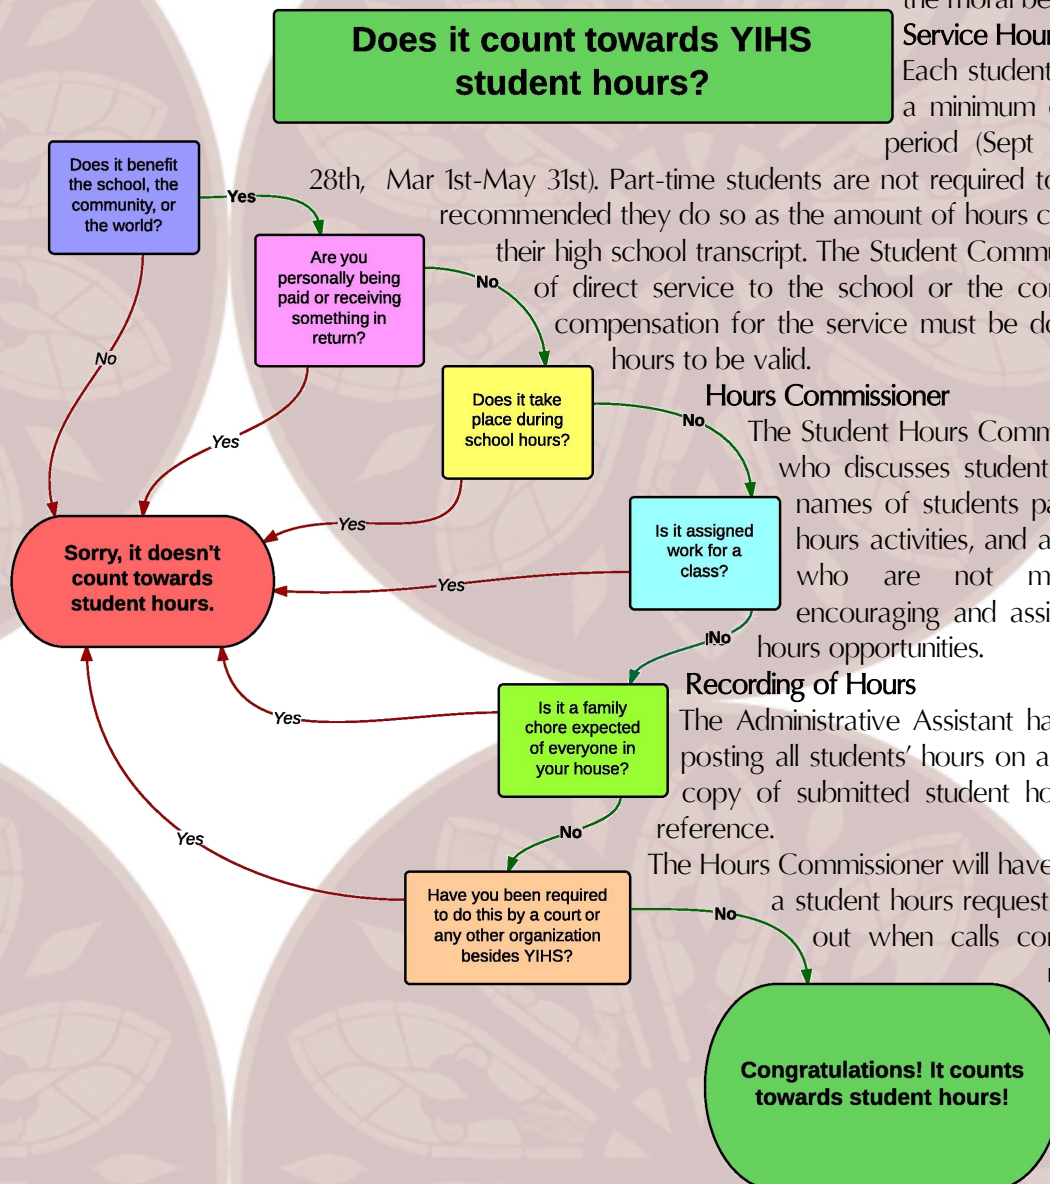 the moral be
Does it count towards YIHS
student hours?
Service Hour
Each student
a minimum
period (Sept
28th, Mar 1st-May 31st). Part-time students are not required to
recommended they do so as the amount of hours c
their high school transcript. The Student Commu
of direct service to the school or the co
compensation for the service must be do
hours to be valid.
Hours Commissioner
The Student Hours Comm
who discusses student
names of students pa
hours activities, and a
who are not m
encouraging and assi
hours opportunities.
Recording of Hours
The Administrative Assistant ha
posting all students' hours on a
copy of submitted student ho
reference.
The Hours Commissioner will have
a student hours request
out when calls co
Does it benefit
the school, the
community, or
the world?
Yes
No
Are you
personally being
paid or receiving
something in
return?
No
Yes
Does it take
place during
school hours?
No
Yes
Is it assigned
work for a
class?
Yes
No
Is it a family
chore expected
of everyone in
your house?
Yes
No
Have you been required
to do this by a court or
any other organization
besides YIHS?
Yes
No
Sorry, it doesn't
count towards
student hours.
Congratulations! It counts
towards student hours!